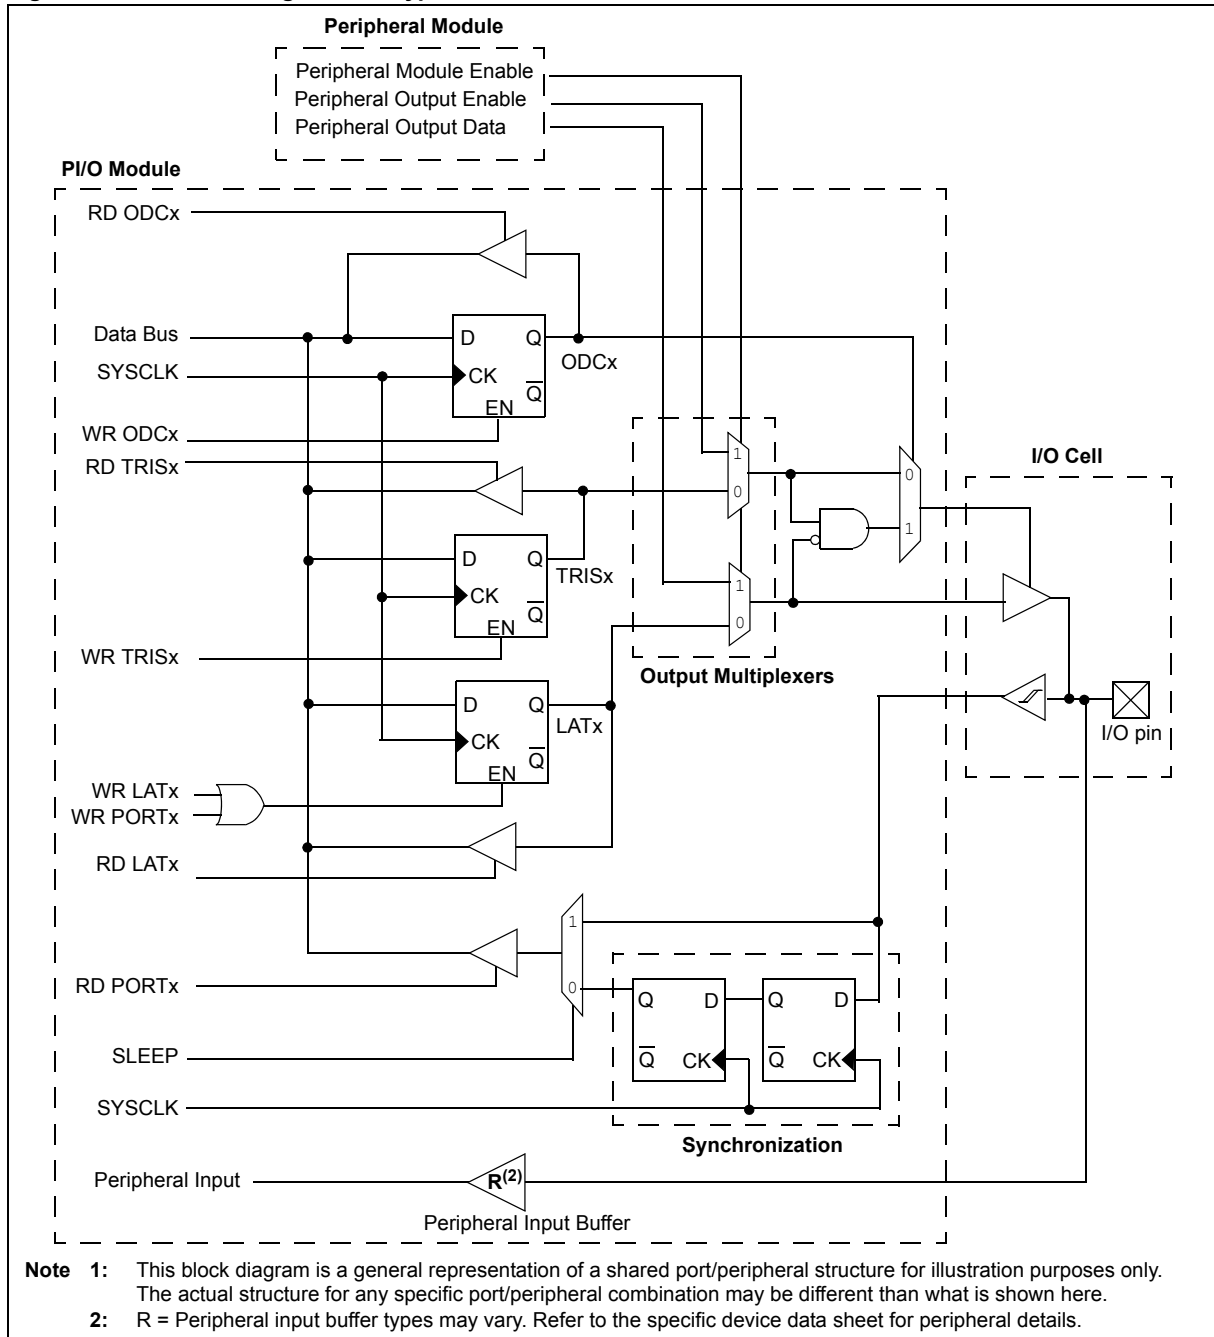 Peripheral Module
Peripheral Module Enable
Peripheral Output Enable
Peripheral Output Data
PI/O Module
RD ODCx
Data Bus
D Q
ODCx
SYSCLK
CK
Q
EN
WR ODCx
RD TRISx
1
0
0
1
I/O Cell
D Q
TRISx
CK
Q
EN
WR TRISx
1
0
Output Multiplexers
D Q
LATx
CK
Q
EN
I/O pin
WR LATx
WR PORTx
RD LATx
1
0
RD PORTx
Q D Q D
Q CK Q CK
SLEEP
SYSCLK
Synchronization
Peripheral Input
R(2)
Peripheral Input Buffer
Note 1: This block diagram is a general representation of a shared port/peripheral structure for illustration purposes only.
The actual structure for any specific port/peripheral combination may be different than what is shown here.
2: R = Peripheral input buffer types may vary. Refer to the specific device data sheet for peripheral details.